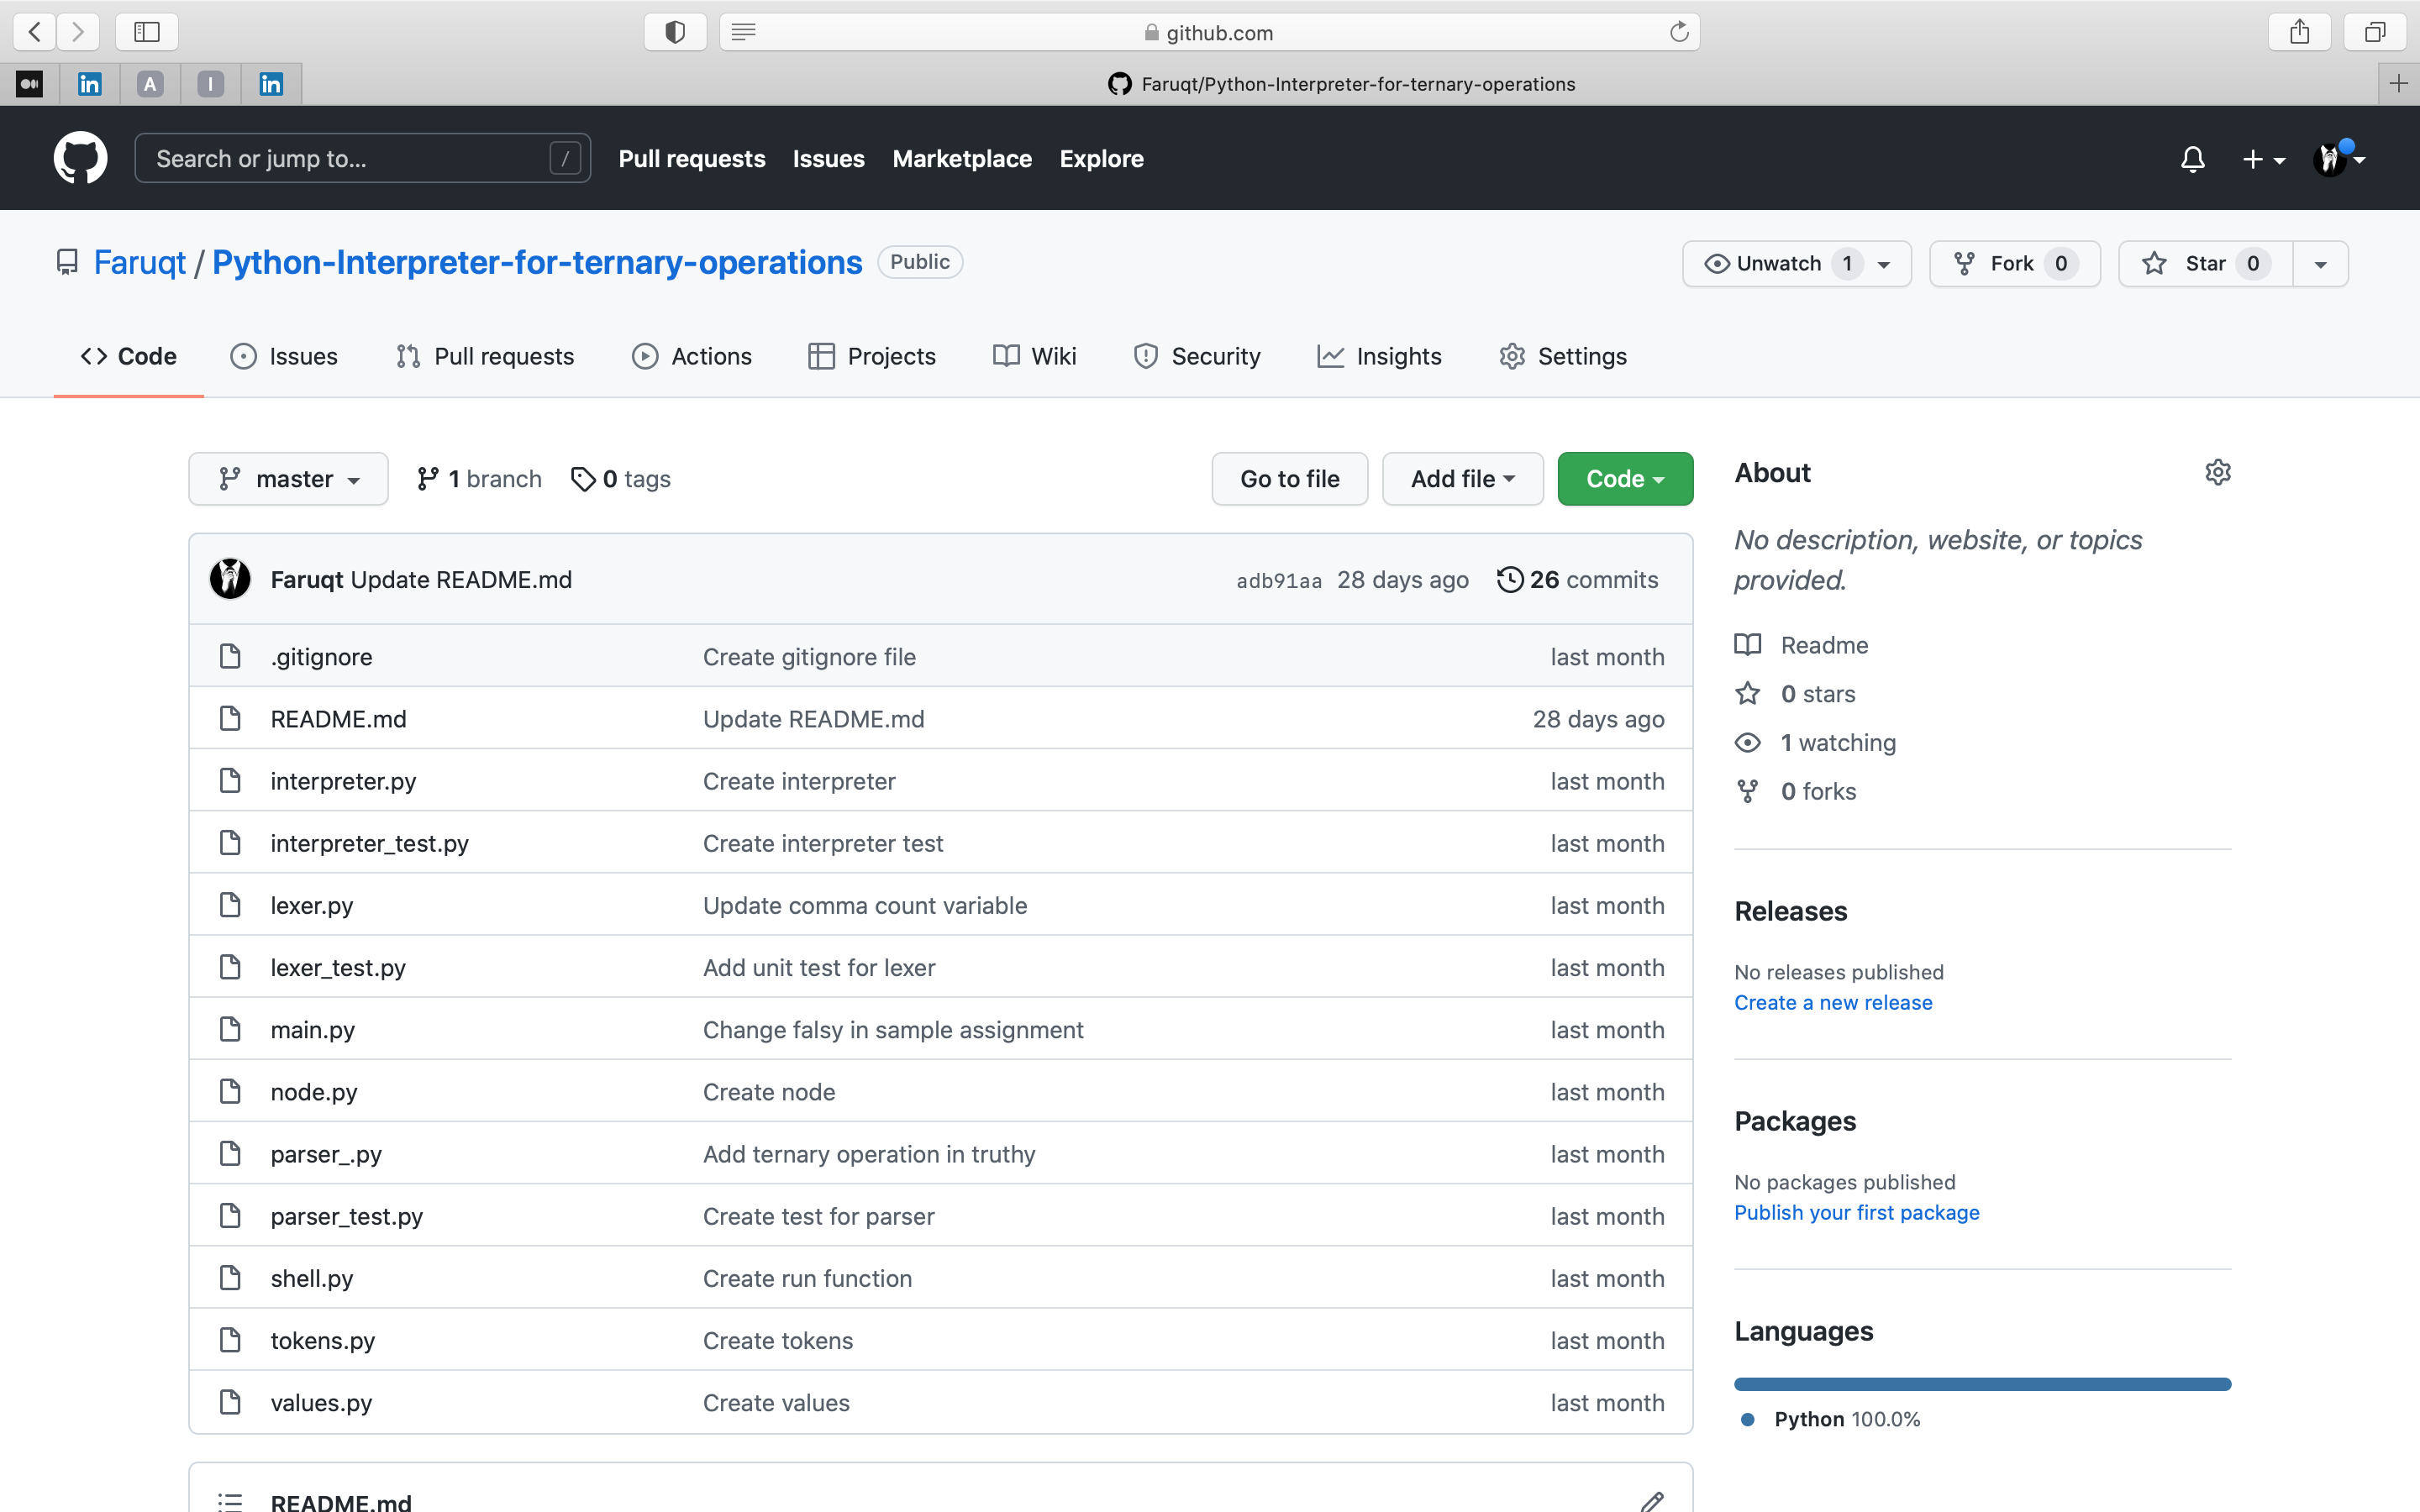 github.com
A
I
Faruqt/Python-Interpreter-for-ternary-operations
Search or jump to... /
Pull requests Issues Marketplace Explore
Faruqt / Python-Interpreter-for-ternary-operations Public
Unwatch 1 Fork 0 Star 0
Code Issues Pull requests Actions Projects Wiki Security Insights Settings
master 1 branch 0 tags Go to file Add file Code
Faruqt Update README.md adb91aa 28 days ago 26 commits
.gitignore Create gitignore file last month
README.md Update README.md 28 days ago
interpreter.py Create interpreter last month
interpreter_test.py Create interpreter test last month
lexer.py Update comma count variable last month
lexer_test.py Add unit test for lexer last month
main.py Change falsy in sample assignment last month
node.py Create node last month
parser_.py Add ternary operation in truthy last month
parser_test.py Create test for parser last month
shell.py Create run function last month
tokens.py Create tokens last month
values.py Create values last month
README.md
About
No description, website, or topics
provided.
Readme
0 stars
1 watching
0 forks
Releases
No releases published
Create a new release
Packages
No packages published
Publish your first package
Languages
Python 100.0%